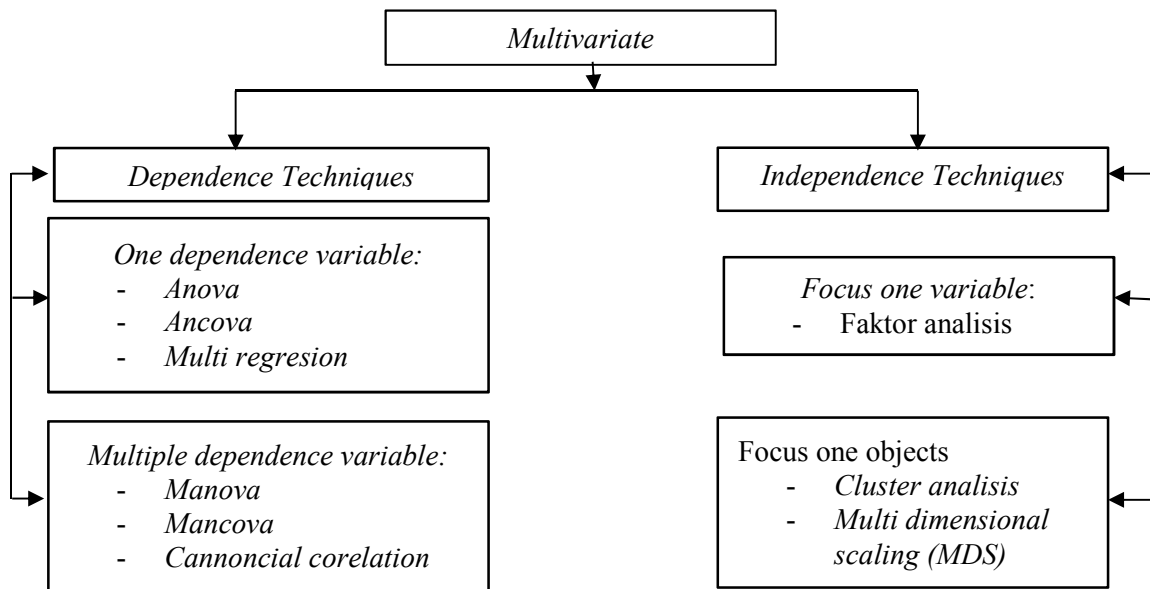 Multivariate
Dependence Techniques
One dependence variable:
- Anova
- Ancova
- Multi regresion
Multiple dependence variable:
- Manova
- Mancova
- Cannoncial corelation
Independence Techniques
Focus one variable:
- Faktor analisis
Focus one objects
- Cluster analisis
- Multi dimensional
scaling (MDS)